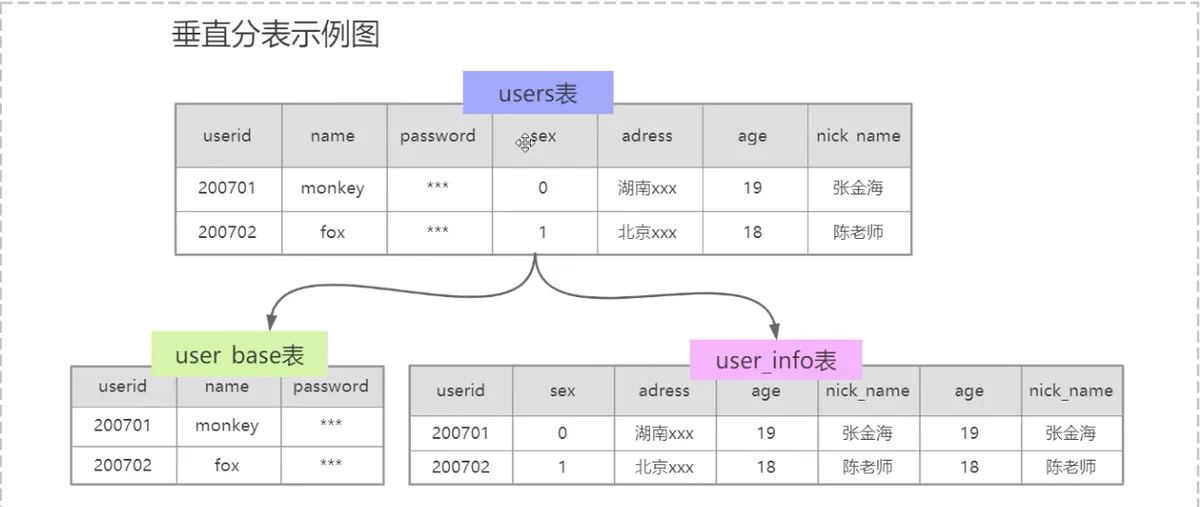 垂直分表示例图
users表
userid name password sex adress age nick name
200701 monkey *** 0 湖南xxx 19 张金海
200702 fox *** 1 北京xxx 18 陈老师
user base表
userid name password
200701 monkey ***
200702 fox ***
user_info表
userid sex adress age nick_name age nick_name
200701 0 湖南xxx 19 张金海 19 张金海
200702 1 北京xxx 18 陈老师 18 陈老师